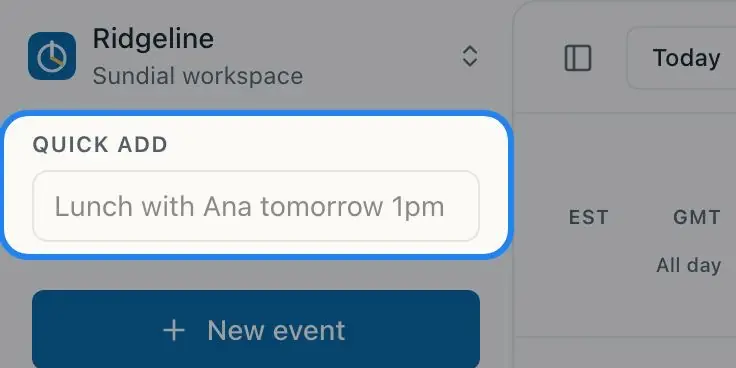 Ridgeline
Sundial workspace
Today
QUICK ADD
Lunch with Ana tomorrow 1pm
EST GMT
All day
+ New event